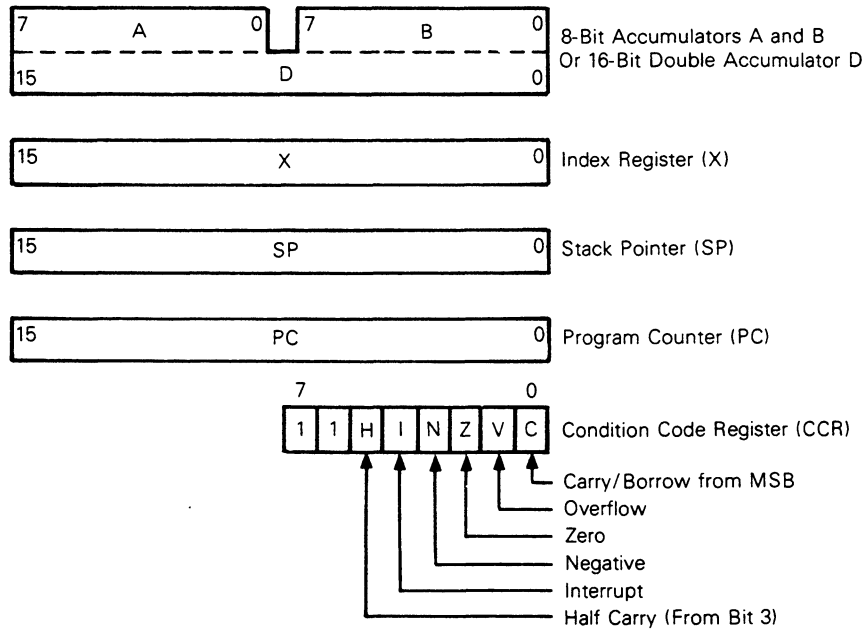 7 A 0 7 B 0
8-Bit Accumulators A and B
15 D 0
Or 16-Bit Double Accumulator D
15 X 0 Index Register (X)
15 SP 0 Stack Pointer (SP)
15 PC 0 Program Counter (PC)
7 0
1 1 H I N Z V C Condition Code Register (CCR)
Carry/Borrow from MSB
Overflow
Zero
Negative
Interrupt
Half Carry (From Bit 3)